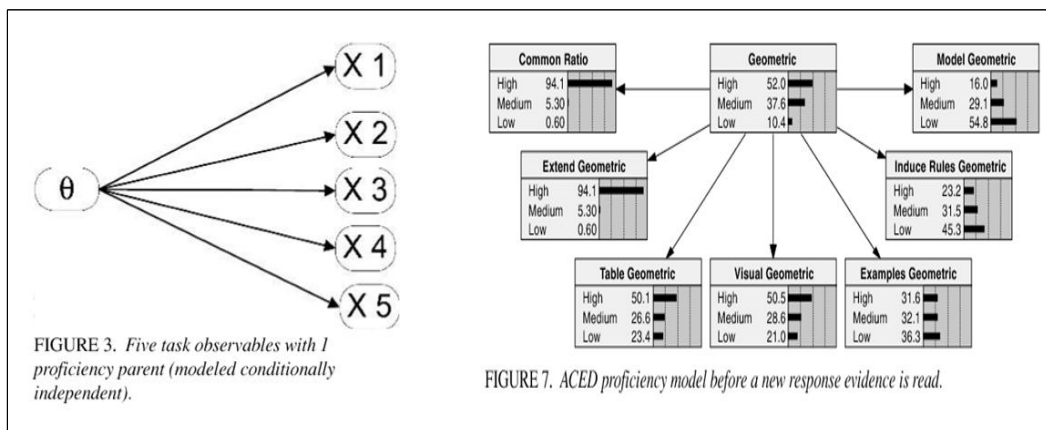 θ
X 1
X 2
X 3
X 4
X 5
FIGURE 3. Five task observables with 1
proficiency parent (modeled conditionally
independent).
Common Ratio
High 94.1
Medium 5.30
Low 0.60
Geometric
High 52.0
Medium 37.6
Low 10.4
Model Geometric
High 16.0
Medium 29.1
Low 54.8
Extend Geometric
High 94.1
Medium 5.30
Low 0.60
Induce Rules Geometric
High 23.2
Medium 31.5
Low 45.3
Table Geometric
High 50.1
Medium 26.6
Low 23.4
Visual Geometric
High 50.5
Medium 28.6
Low 21.0
Examples Geometric
High 31.6
Medium 32.1
Low 36.3
FIGURE 7. ACED proficiency model before a new response evidence is read.